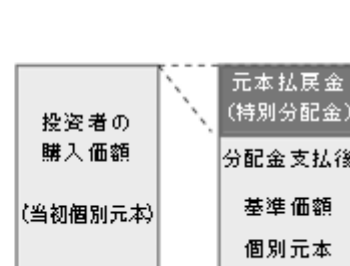 投資者の
購入価額
(当初個別元本)
元本払戻金
(特別分配金)
分配金支払後
基準価額
個別元本